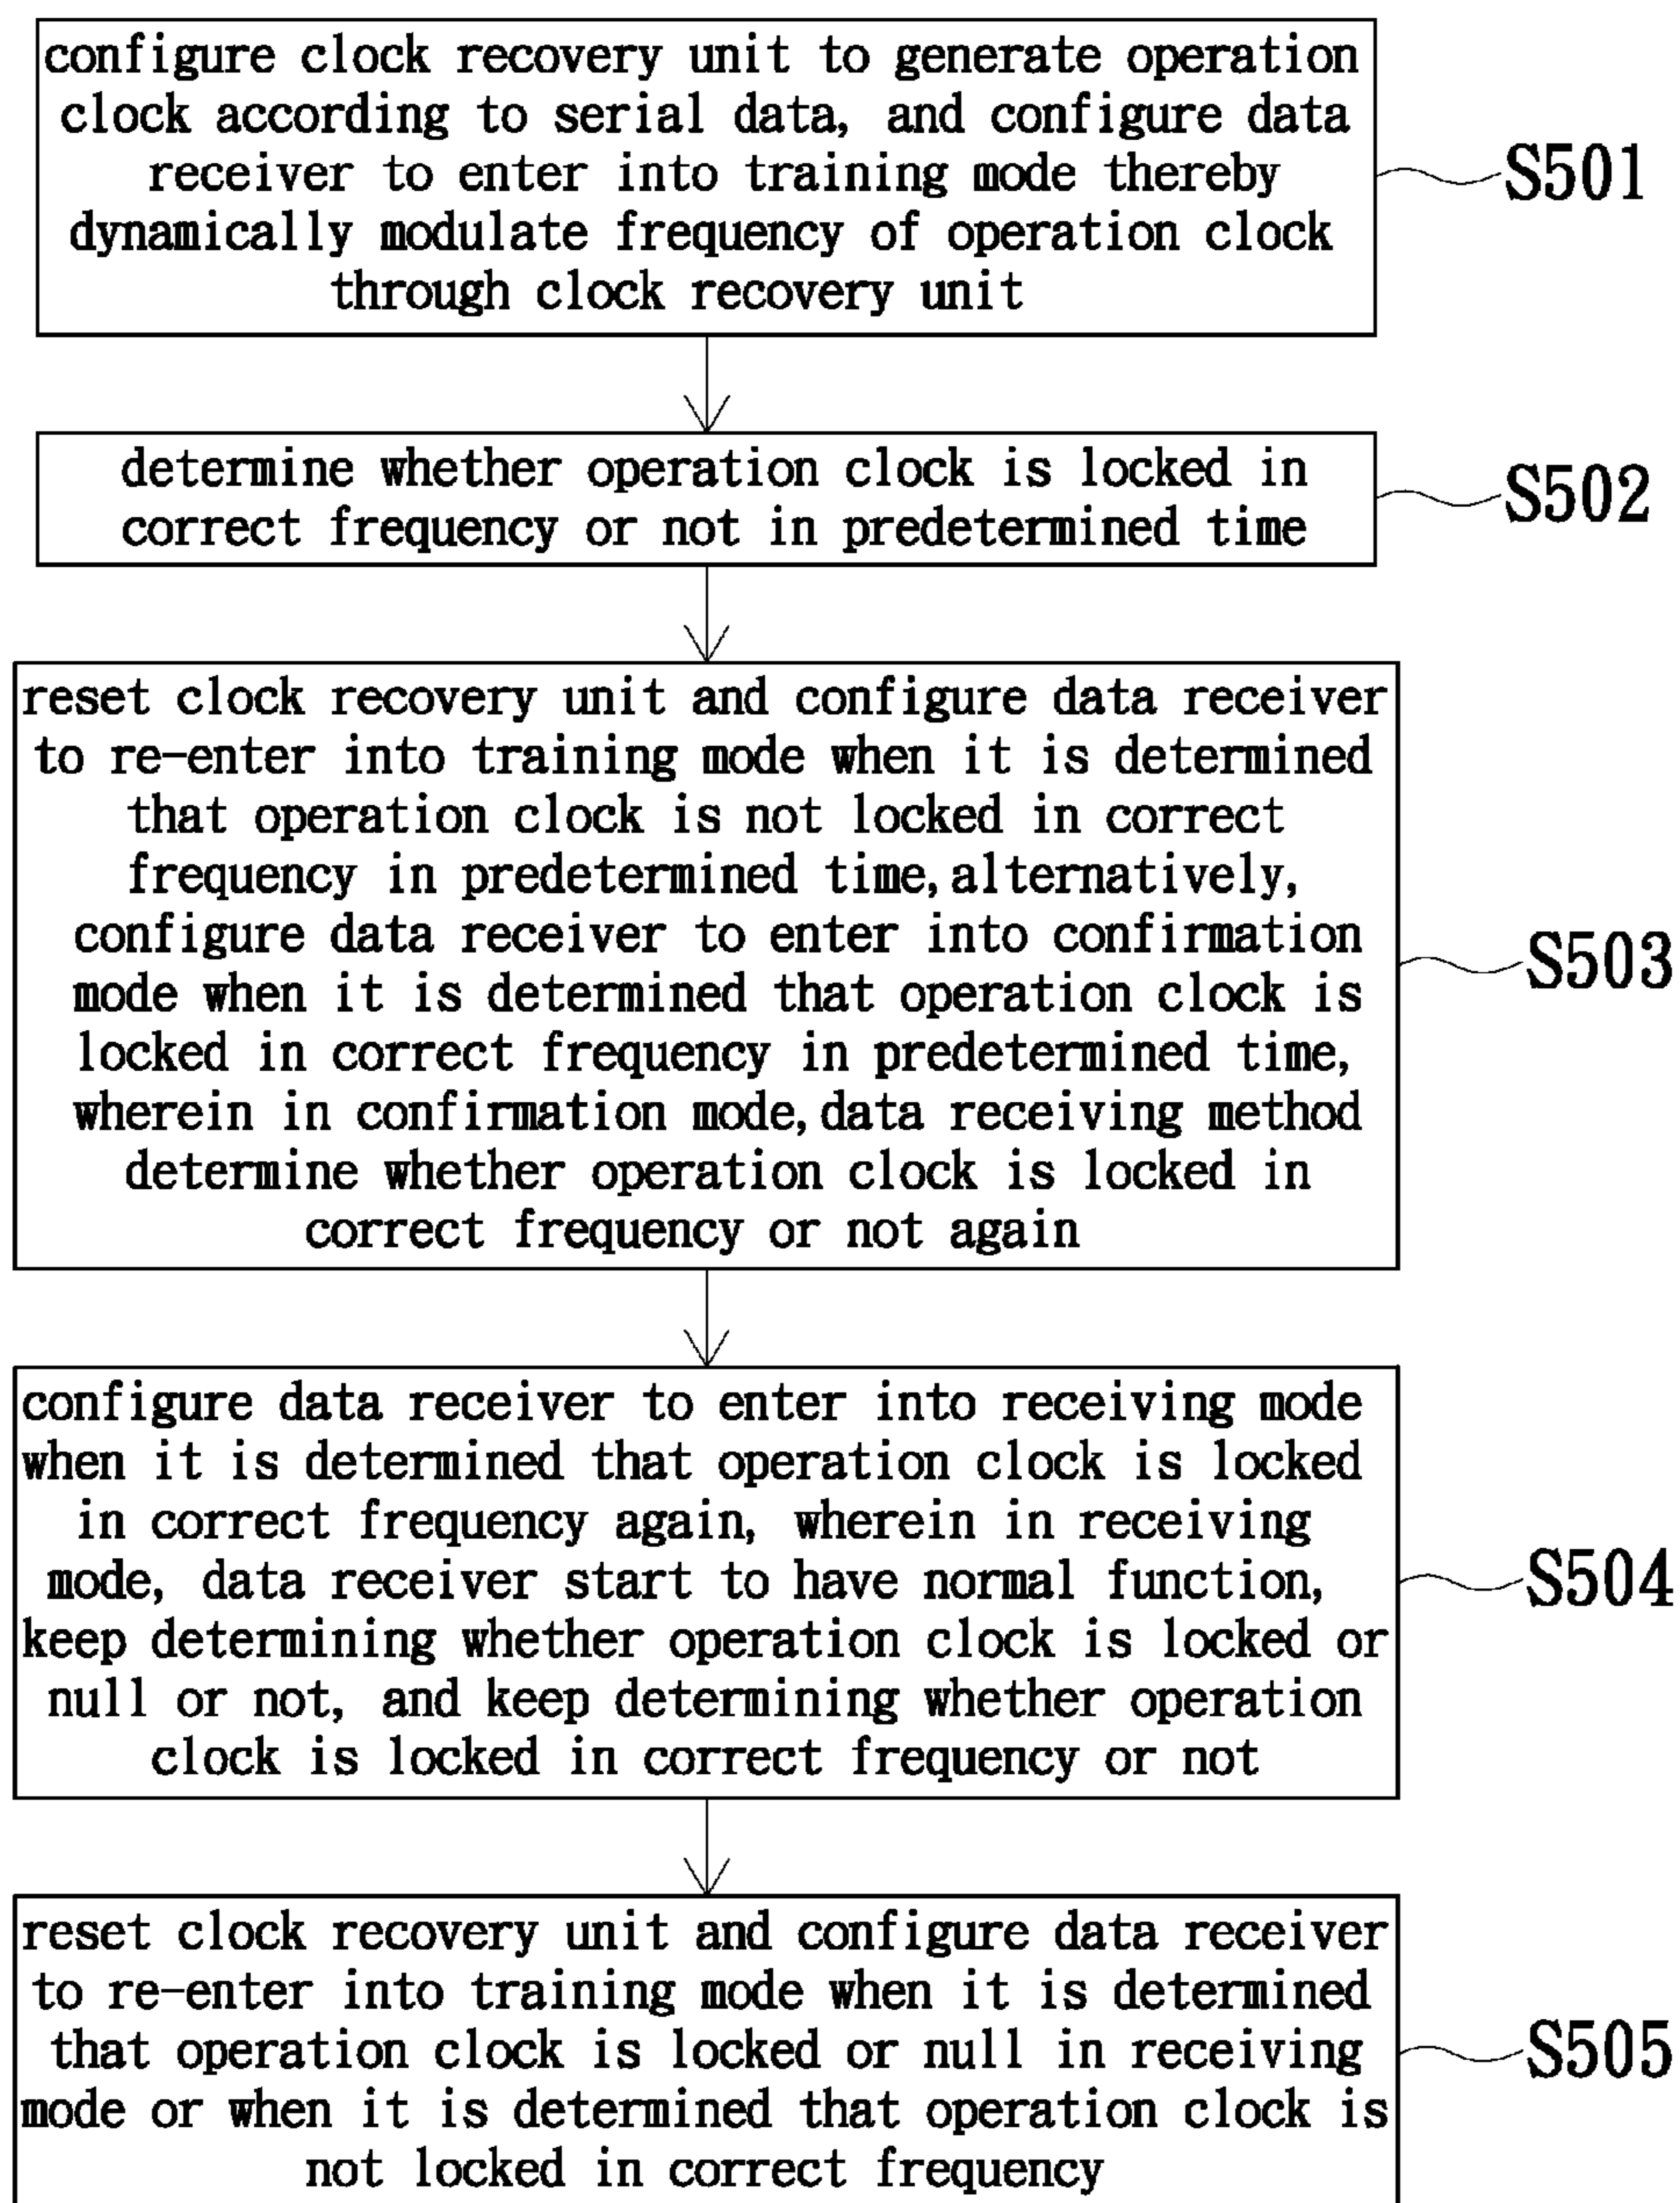 configure clock recovery unit to generate operation
clock according to serial data, and configure data
receiver to enter into training mode thereby
dynamically modulate frequency of operation clock
through clock recovery unit
S501
determine whether operation clock is locked in
correct frequency or not in predetermined time
S502
reset clock recovery unit and configure data receiver
to re-enter into training mode when it is determined
that operation clock is not locked in correct
frequency in predetermined time, alternatively,
configure data receiver to enter into confirmation
mode when it is determined that operation clock is
locked in correct frequency in predetermined time,
wherein in confirmation mode, data receiving method
determine whether operation clock is locked in
correct frequency or not again
S503
configure data receiver to enter into receiving mode
when it is determined that operation clock is locked
in correct frequency again, wherein in receiving
mode, data receiver start to have normal function,
keep determining whether operation clock is locked or
null or not, and keep determining whether operation
clock is locked in correct frequency or not
S504
reset clock recovery unit and configure data receiver
to re-enter into training mode when it is determined
that operation clock is locked or null in receiving
mode or when it is determined that operation clock is
not locked in correct frequency
S505